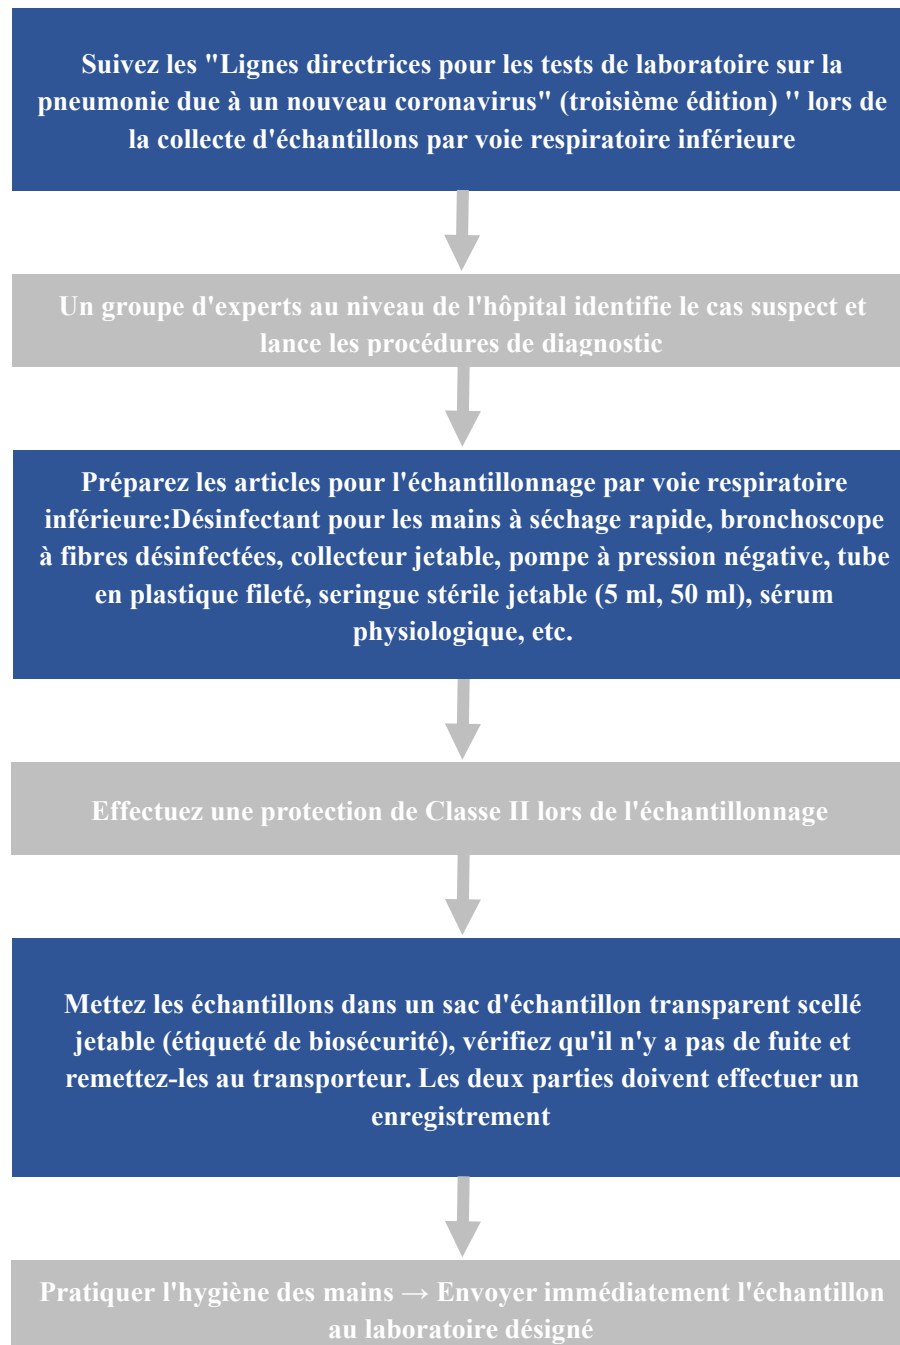 Suivez les "Lignes directrices pour les tests de laboratoire sur la
pneumonie due à un nouveau coronavirus" (troisième édition) '' lors de
la collecte d'échantillons par voie respiratoire inférieure
Un groupe d'experts au niveau de l'hôpital identifie le cas suspect et
lance les procédures de diagnostic
Préparez les articles pour l'échantillonnage par voie respiratoire
inférieure:Désinfectant pour les mains à séchage rapide, bronchoscope
à fibres désinfectées, collecteur jetable, pompe à pression négative, tube
en plastique fileté, seringue stérile jetable (5 ml, 50 ml), sérum
physiologique, etc.
Effectuez une protection de Classe II lors de l'échantillonnage
Mettez les échantillons dans un sac d'échantillon transparent scellé
jetable (étiqueté de biosécurité), vérifiez qu'il n'y a pas de fuite et
remettez-les au transporteur. Les deux parties doivent effectuer un
enregistrement
Pratiquer l'hygiène des mains → Envoyer immédiatement l'échantillon
au laboratoire désigné